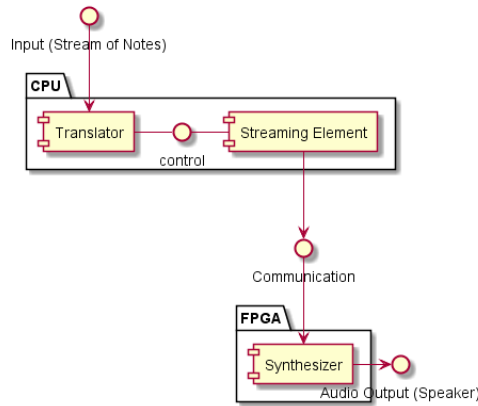 Input (Stream of Notes)
CPU
Translator
Streaming Element
control
Communication
FPGA
Synthesizer
Audio Output (Speaker)